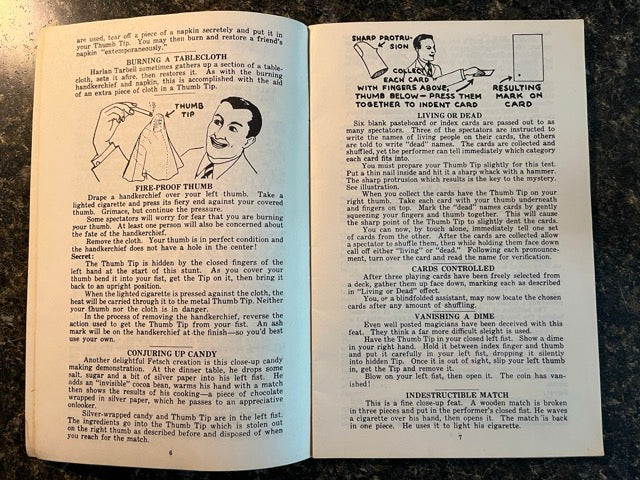 are used, tear off a piece of napkin secretly and put it in
your Thumb Tip. You may then burn and restore a friend's
napkin "extemporaneously."
BURNING A TABLECLOTH
Harlan Tarbell sometimes gathers up a section of a table-
cloth, sets it afire, then restores it. As with the burning
handkerchief and napkin, this is accomplished with the aid
of an extra piece of cloth in a Thumb Tip.
THUMB
TIP
FIRE-PROOF THUMB
Drape a handkerchief over your left thumb. Take a
lighted cigarette and press its fiery end against your covered
thumb. Grimace, but continue the pressure.
Some spectators will worry for fear that you are burning
your thumb. At least one person will also be concerned about
the fate of the handkerchief.
Remove the cloth. Your thumb is in perfect condition and
the handkerchief does not have a hole in the center!
Secret:
The Thumb Tip is hidden by the closed fingers of the
left hand at the start of this stunt. As you cover your
thumb bend it into your fist, get the Tip on it, then bring it
back to an upright position.
When the lighted cigarette is pressed against the cloth, the
heat will be carried through it to the metal Thumb Tip. Neither
your thumb nor the cloth is in danger.
In the process of removing the handkerchief, reverse the
action used to get the Thumb Tip from your fist. An ash
mark will be on the handkerchief at the finish—so you'd best
use your own.
CONJURING UP CANDY
Another delightful Fetsch creation is this close-up candy
making demonstration. At the dinner table, he drops some
salt, sugar and a bit of silver paper into his left fist. He
adds an "invisible" cocoa bean, warms his hand with a match
then shows the results of his cooking—a piece of chocolate
wrapped in silver paper, which he passes to an appreciative
onlooker.
Silver-wrapped candy and Thumb Tip are in the left fist.
The ingredients go into the Thumb Tip which is stolen out
on the right thumb as described before and disposed of when
you reach for the match.
6
SHARP PROTRU-
SION
COLLECT
EACH CARD
WITH FINGERS ABOVE,
THUMB BELOW — PRESS THEM
TOGETHER TO INDENT CARD
RESULTING
MARK ON
CARD
LIVING OR DEAD
Six blank pasteboard or index cards are passed out to as
many spectators. Three of the spectators are instructed to
write the names of living people on their cards, the others
are told to write "dead" names. The cards are collected and
shuffled, yet the performer can tell immediately which category
each card fits into.
You must prepare your Thumb Tip slightly for this test.
Put a thin nail inside and hit it a sharp whack with a hammer.
The sharp protrusion which results is the key to the mystery.
See illustration.
When you collect the cards have the Thumb Tip on your
right thumb. Take each card with your thumb underneath
and fingers on top. Mark the "dead" names cards by gently
squeezing your fingers and thumb together. This will cause
the sharp point of the Thumb Tip to slightly dent the cards.
You can now, by touch alone, immediately tell one set
of cards from the other. After the cards are collected allow
a spectator to shuffle them, then while holding them face down
call off either "living" or "dead." Following each pronounce-
ment, turn over the card and read the name for verification.
CARDS CONTROLLED
After three playing cards have been freely selected from
a deck, gather them up face down, marking each as described
in "Living or Dead" effect.
You, or a blindfolded assistant, may now locate the chosen
cards after any amount of shuffling.
VANISHING A DIME
Even well posted magicians have been deceived with this
feat. They think a far more difficult sleight is used.
Have the Thumb Tip in your closed left fist. Show a dime
in your right hand. Hold it between index finger and thumb
and put it carefully in your left fist, dropping it silently
into hidden Tip. Once it is out of sight, slip your left thumb
in, get the Tip and remove it.
Blow on your left fist, then open it. The coin has van-
ished!
INDESTRUCTIBLE MATCH
This is a fine close-up feat. A wooden match is broken
in three pieces and put in the performer's closed fist. He waves
a cigarette over his hand, then opens it. The match is back
in one piece. He uses it to light his cigarette.
7